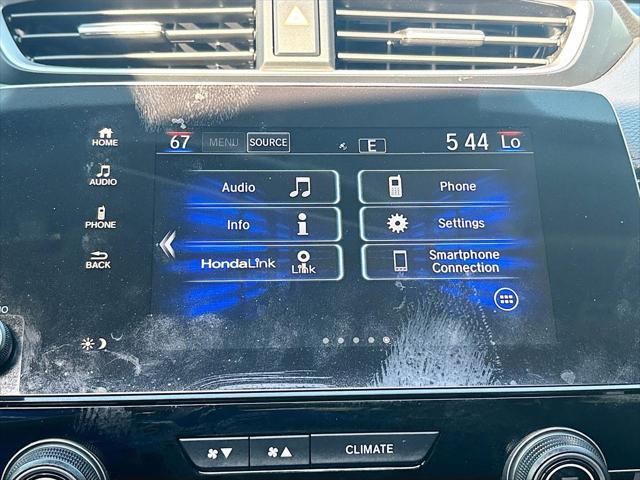 67 MENU SOURCE E 5 44 Lo
HOME
AUDIO
PHONE
BACK
Audio
Phone
Info
Settings
HondaLink Link
Smartphone
Connection
CLIMATE